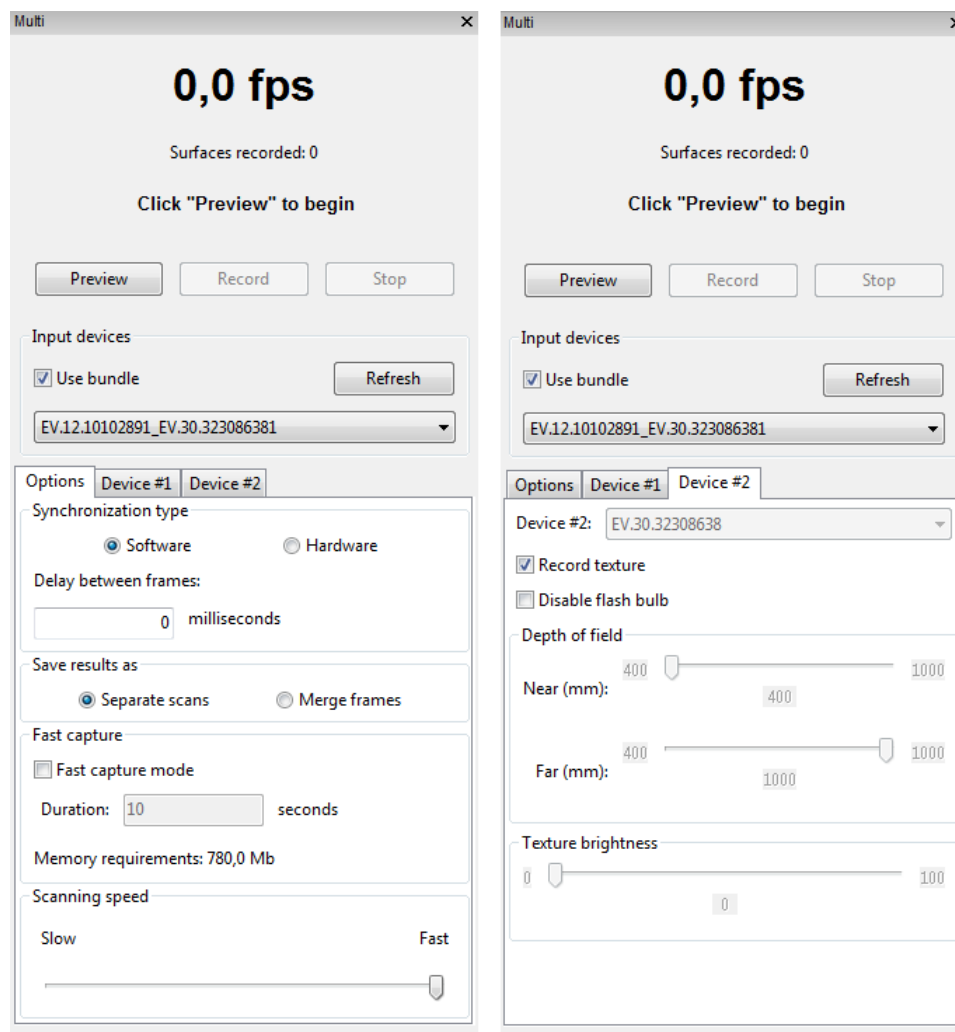 Multi
0,0 fps
Surfaces recorded: 0
Click "Preview" to begin
Preview Record Stop
Input devices
Use bundle Refresh
EV.12.10102891_EV.30.323086381
Options Device #1 Device #2
Synchronization type
Software Hardware
Delay between frames:
0 milliseconds
Save results as
Separate scans Merge frames
Fast capture
Fast capture mode
Duration: 10 seconds
Memory requirements: 780,0 Mb
Scanning speed
Slow Fast
Multi
0,0 fps
Surfaces recorded: 0
Click "Preview" to begin
Preview Record Stop
Input devices
Use bundle Refresh
EV.12.10102891_EV.30.323086381
Options Device #1 Device #2
Device #2: EV.30.32308638
Record texture
Disable flash bulb
Depth of field
Near (mm): 400 1000
400
Far (mm): 400 1000
1000
Texture brightness
0 100
0